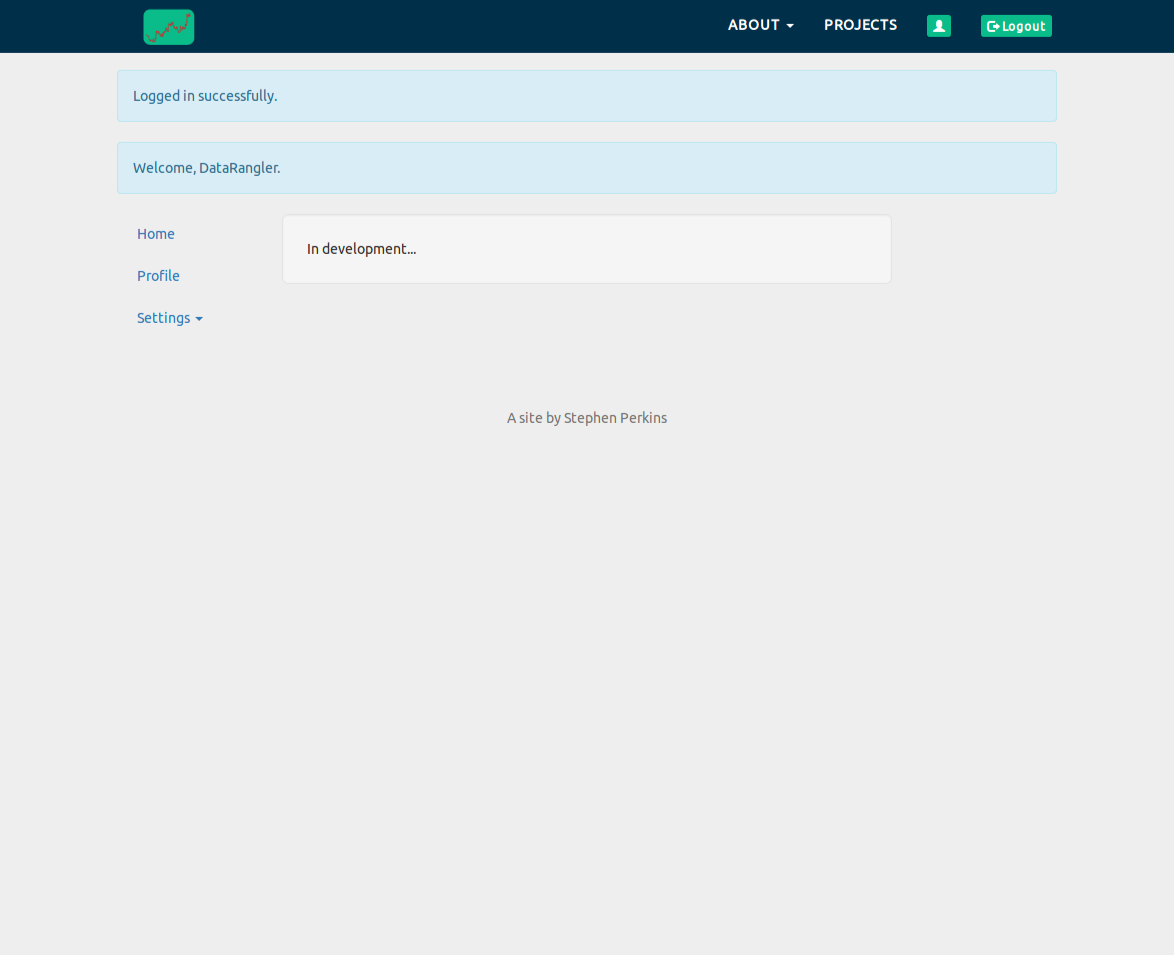 ABOUT
PROJECTS
Logout
Logged in successfully.
Welcome, DataRangler.
Home
Profile
Settings
In development...
A site by Stephen Perkins